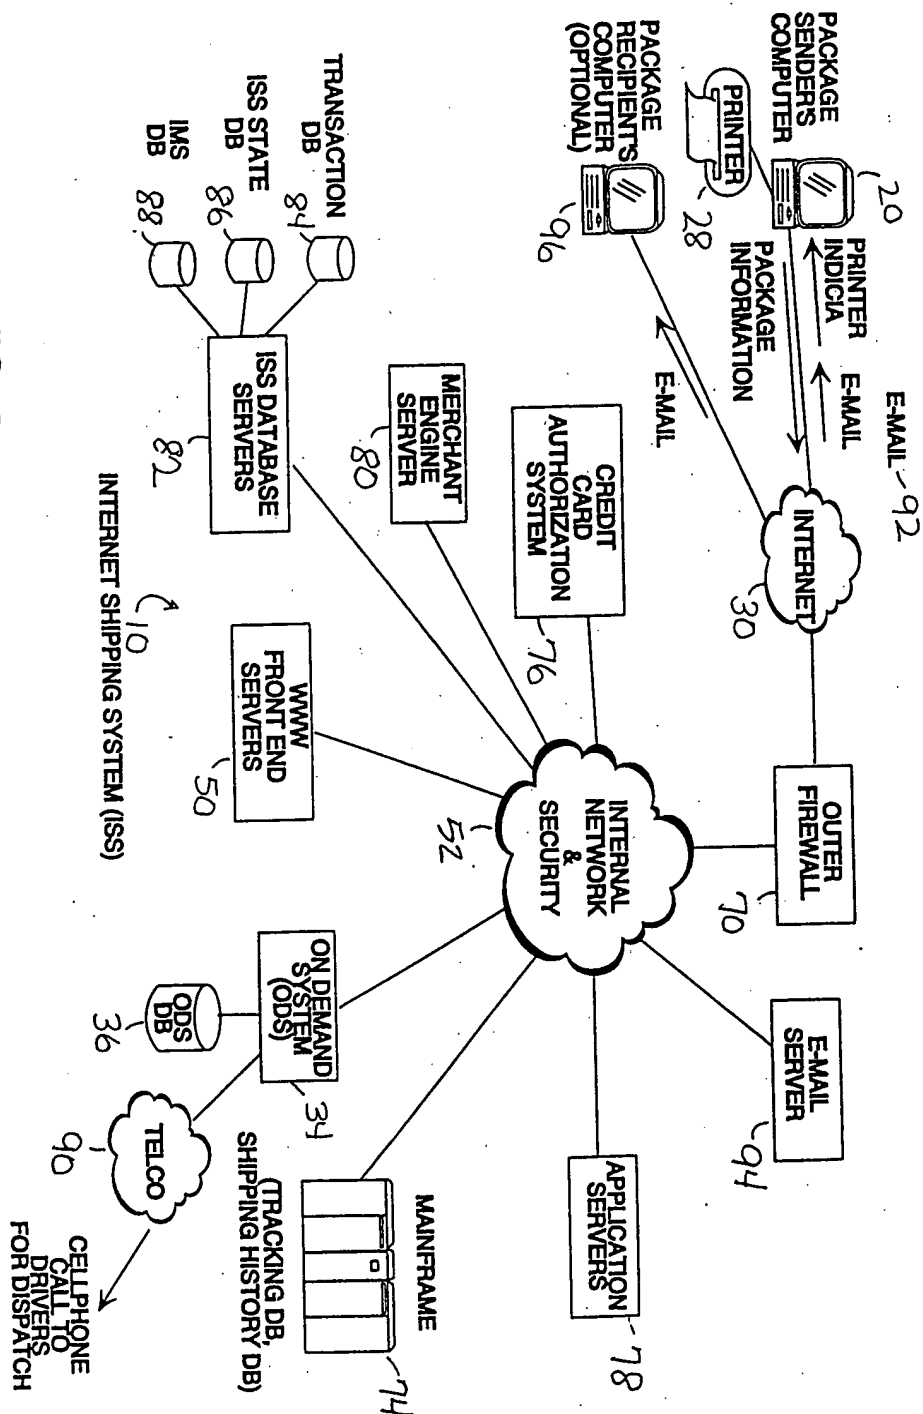 PACKAGE
SENDER'S
COMPUTER
20
PRINTER
28
PACKAGE
RECIPIENT'S
COMPUTER
(OPTIONAL)
96
PRINTER
INDICIA
E-MAIL
PACKAGE
INFORMATION
E-MAIL
E-MAIL 92
INTERNET
30
OUTER
FIREWALL
70
E-MAIL
SERVER
94
CREDIT
CARD
AUTHORIZATION
SYSTEM
76
INTERNAL
NETWORK
&
SECURITY
52
APPLICATION
SERVERS
78
MERCHANT
ENGINE
SERVER
80
TRANSACTION
DB
84
ISS STATE
DB
86
IMS
DB
88
ISS DATABASE
SERVERS
82
WWW
FRONT END
SERVERS
50
ON DEMAND
SYSTEM
(ODS)
34
ODS
DB
36
TELCO
90
CELLPHONE
CALL TO
DRIVERS
FOR DISPATCH
MAINFRAME
(TRACKING DB,
SHIPPING HISTORY DB)
74
10
INTERNET SHIPPING SYSTEM (ISS)